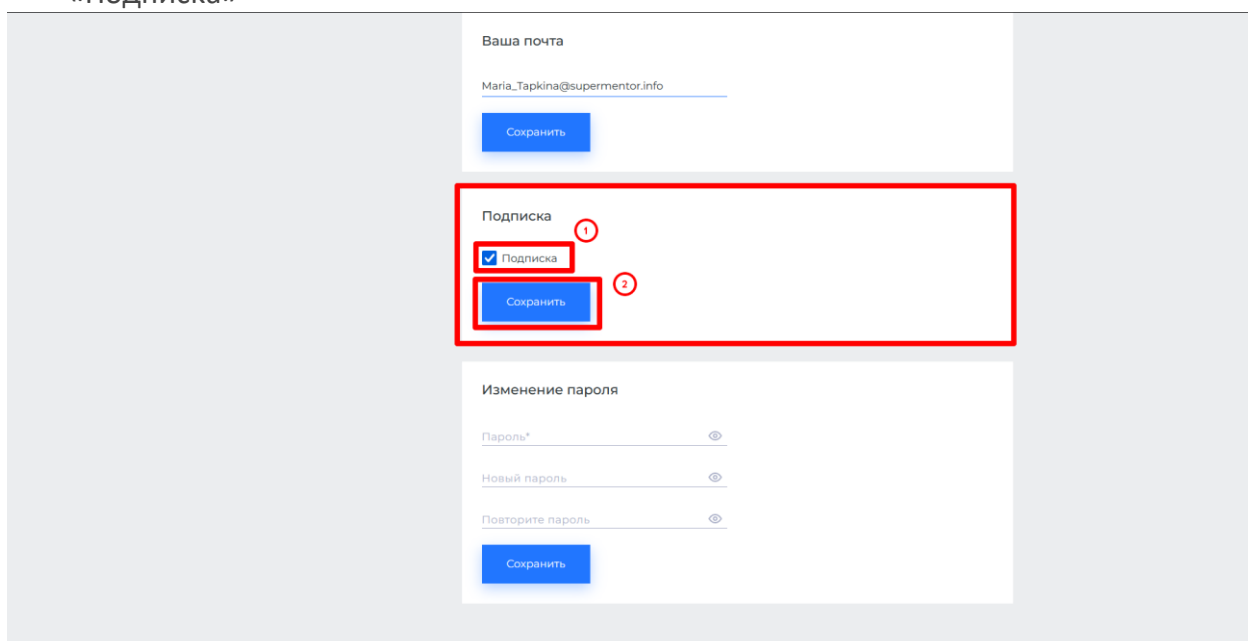 «Подписка»
Ваша почта
Maria_Tapkina@supermentor.info
Сохранить
Подписка
1
Подписка
2
Сохранить
Изменение пароля
Пароль*
Новый пароль
Повторите пароль
Сохранить